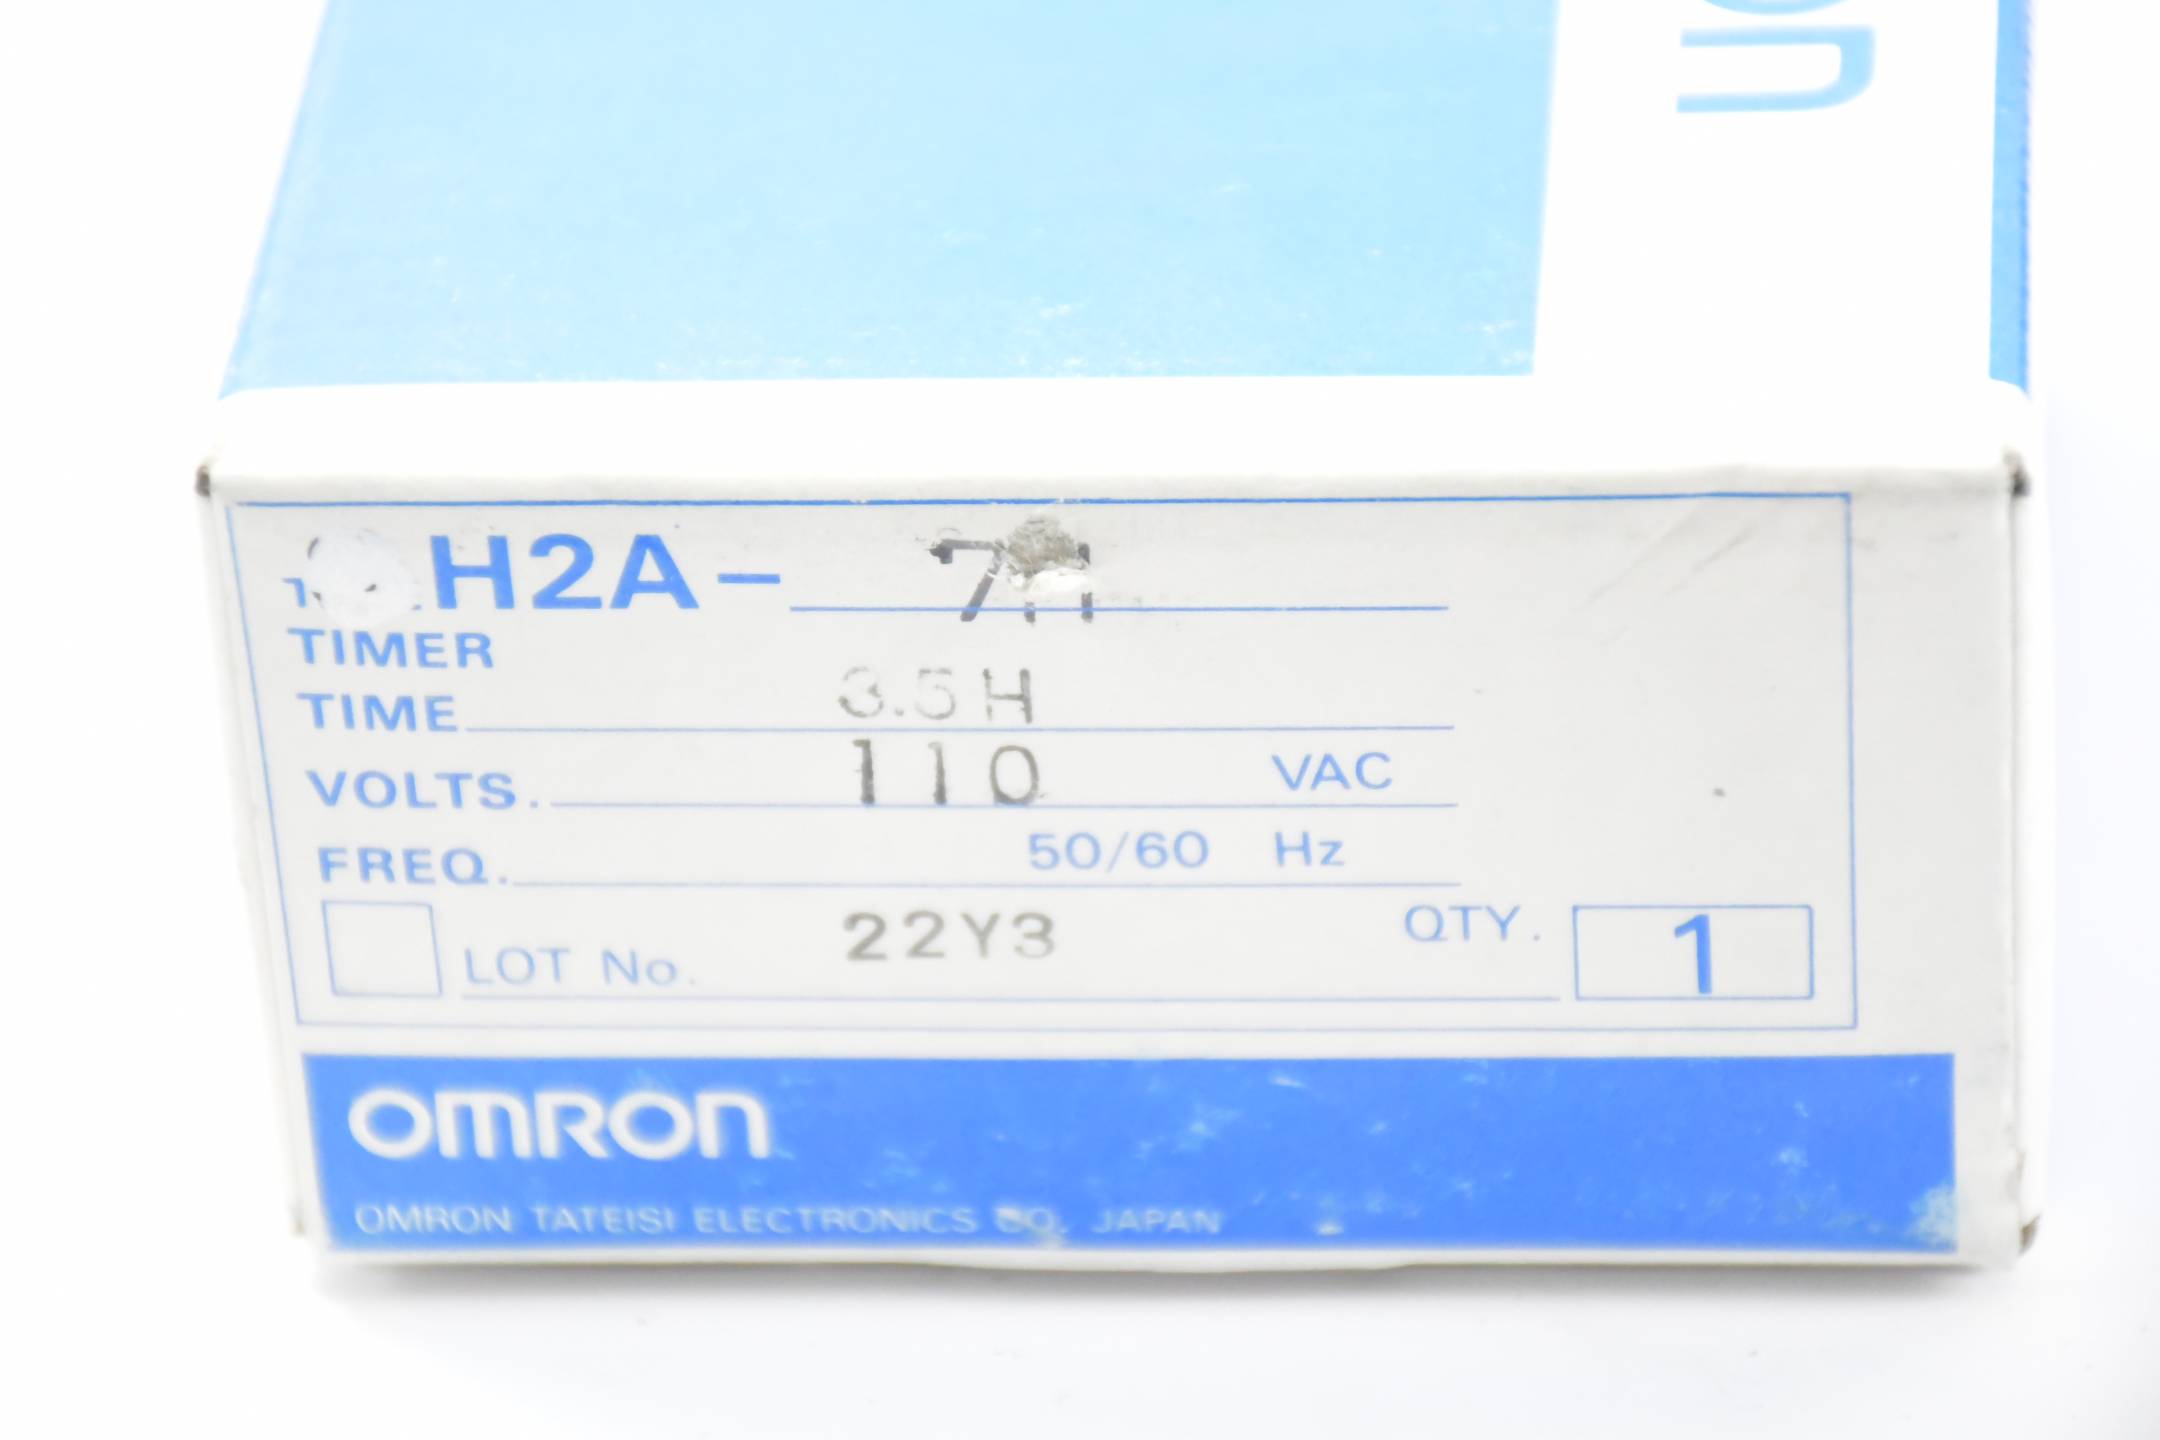 H2A-
TIMER
TIME 3.5H
VOLTS. 110 VAC
FREQ. 50/60 Hz
LOT No. 22Y3 QTY. 1
OMRON
OMRON TATEISI ELECTRONICS CO. JAPAN